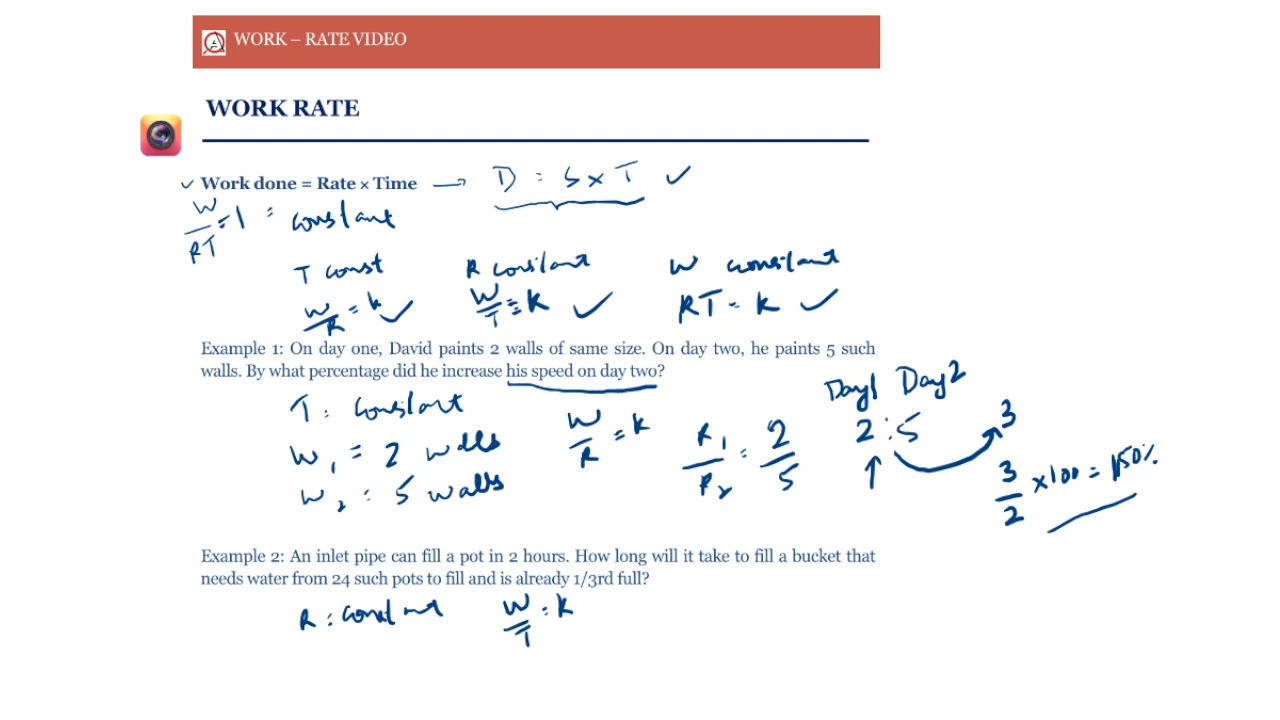 WORK – RATE VIDEO
WORK RATE
✓ Work done = Rate × Time → D = S × T ✓
W/RT = 1 = constant
T const R constant W constant
W/R = k ✓ W/T = k ✓ RT = k ✓
Example 1: On day one, David paints 2 walls of same size. On day two, he paints 5 such
walls. By what percentage did he increase his speed on day two?
Day1 Day2
T = constant W/R = k R1/R2 = 2/5 2 : 5 3
W1 = 2 walls
W2 = 5 walls
3/2 × 100 = 150%
Example 2: An inlet pipe can fill a pot in 2 hours. How long will it take to fill a bucket that
needs water from 24 such pots to fill and is already 1/3rd full?
R = constant W/T = k